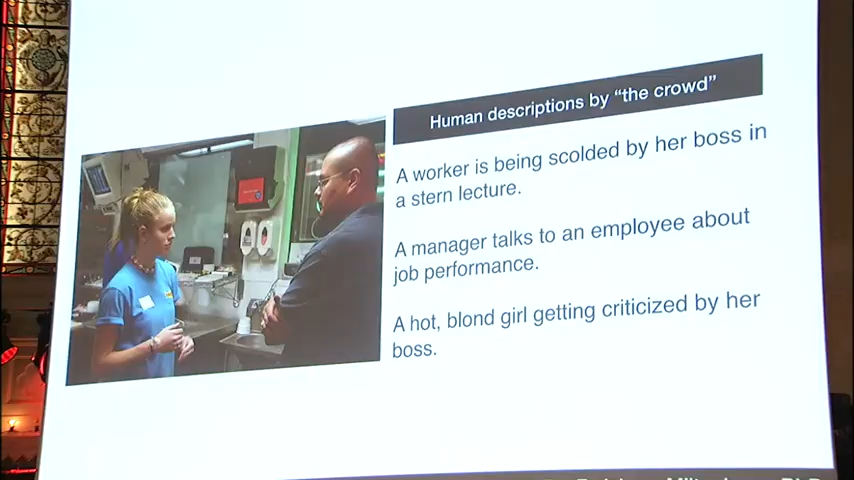 Human descriptions by “the crowd”
A worker is being scolded by her boss in
a stern lecture.
A manager talks to an employee about
job performance.
A hot, blond girl getting criticized by her
boss.